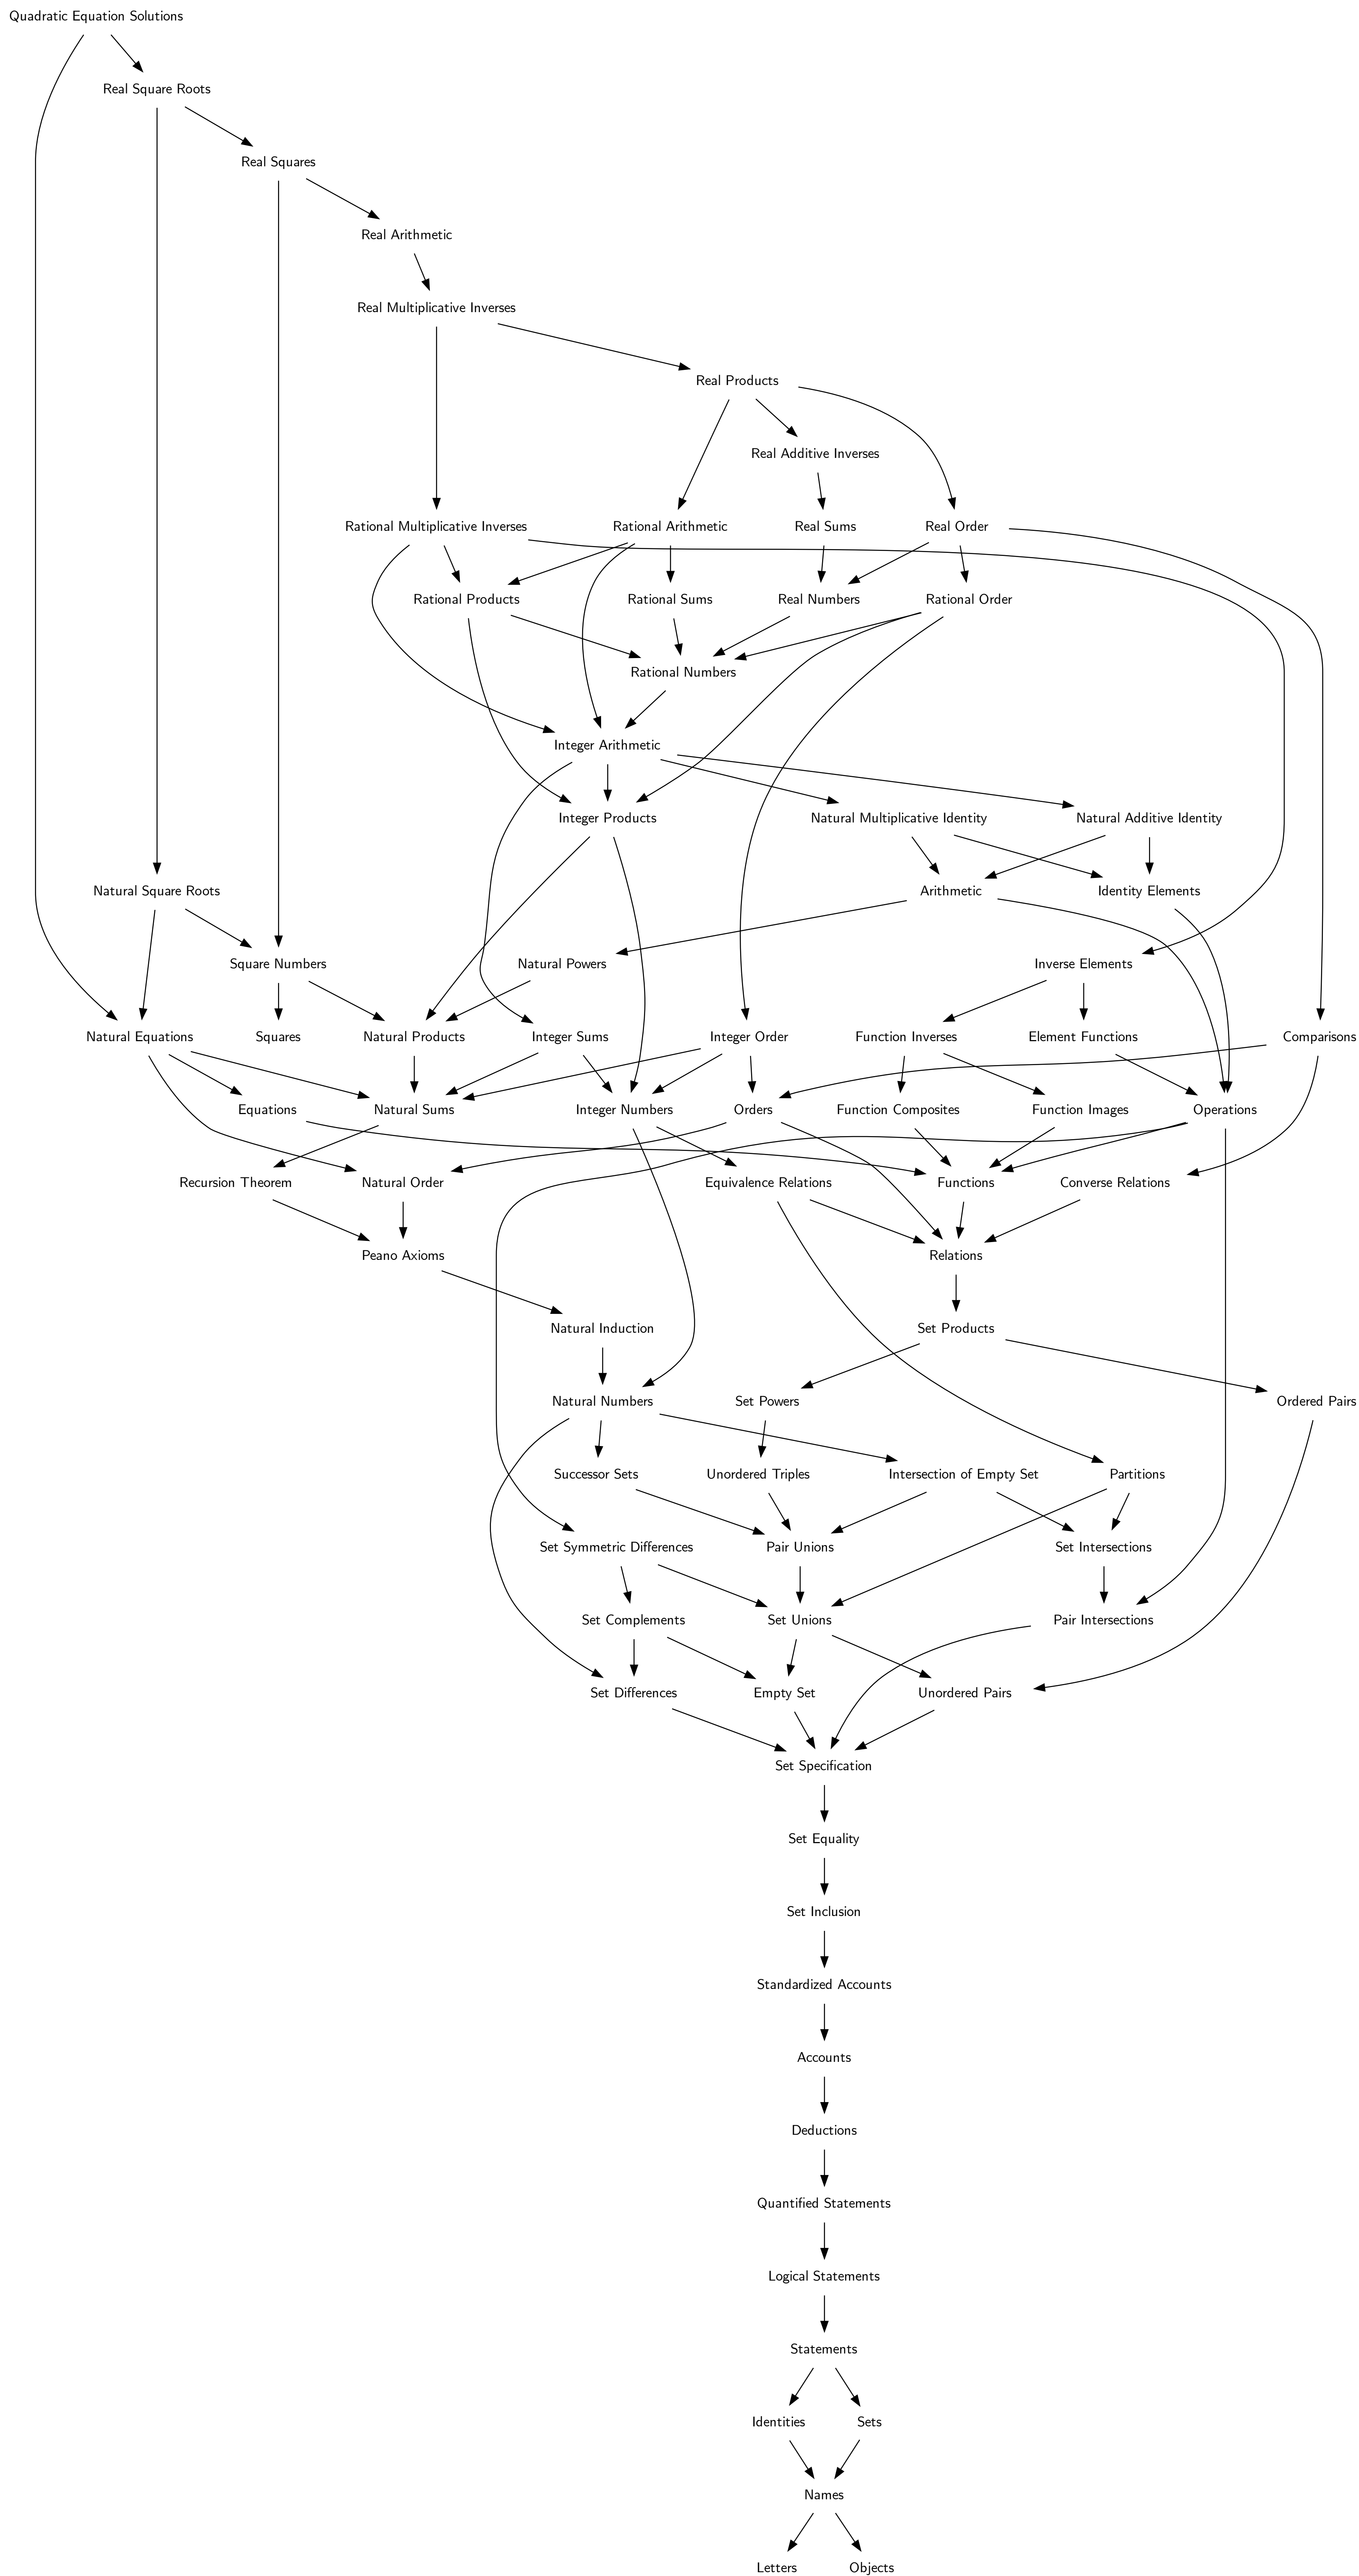 Quadratic Equation Solutions
Real Square Roots
Real Squares
Real Arithmetic
Real Multiplicative Inverses
Real Products
Real Additive Inverses
Rational Multiplicative Inverses
Rational Arithmetic
Real Sums
Real Order
Rational Products
Rational Sums
Real Numbers
Rational Order
Rational Numbers
Integer Arithmetic
Integer Products
Natural Multiplicative Identity
Natural Additive Identity
Natural Square Roots
Arithmetic
Identity Elements
Square Numbers
Natural Powers
Inverse Elements
Natural Equations
Squares
Natural Products
Integer Sums
Integer Order
Function Inverses
Element Functions
Comparisons
Equations
Natural Sums
Integer Numbers
Orders
Function Composites
Function Images
Operations
Recursion Theorem
Natural Order
Equivalence Relations
Functions
Converse Relations
Peano Axioms
Relations
Natural Induction
Set Products
Natural Numbers
Set Powers
Ordered Pairs
Successor Sets
Unordered Triples
Intersection of Empty Set
Partitions
Set Symmetric Differences
Pair Unions
Set Intersections
Set Complements
Set Unions
Pair Intersections
Set Differences
Empty Set
Unordered Pairs
Set Specification
Set Equality
Set Inclusion
Standardized Accounts
Accounts
Deductions
Quantified Statements
Logical Statements
Statements
Identities
Sets
Names
Letters
Objects